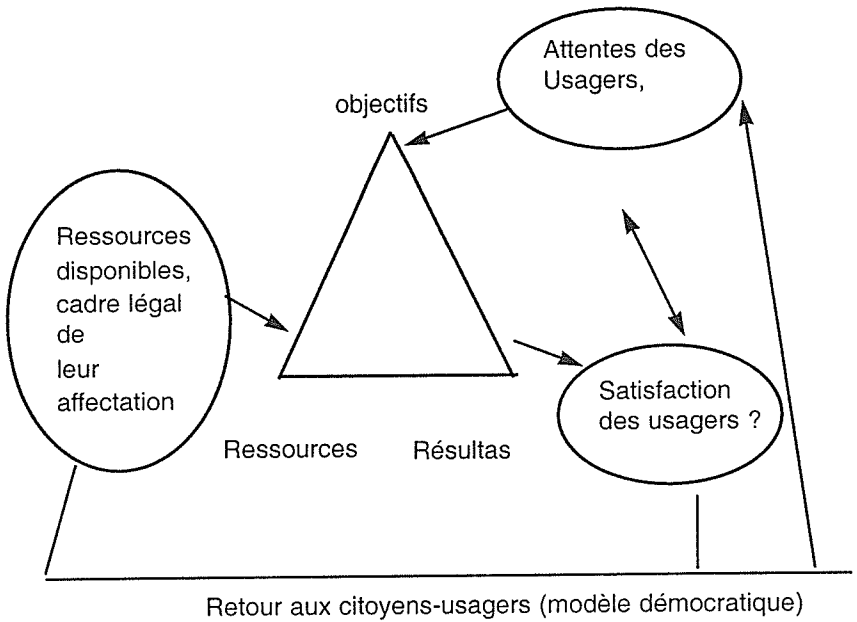 Attentes des
Usagers,
objectifs
Ressources
disponibles,
cadre légal
de
leur
affectation
Satisfaction
des usagers ?
Ressources
Résultas
Retour aux citoyens-usagers (modèle démocratique)